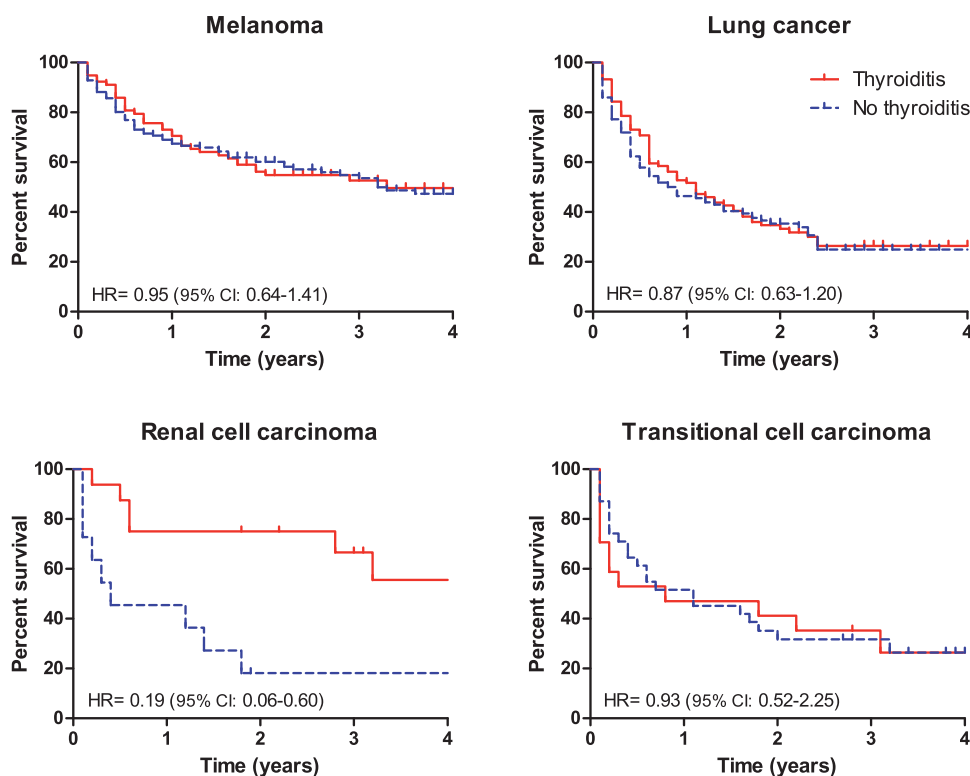 Melanoma
Percent survival
100
80
60
40
20
0
HR= 0.95 (95% CI: 0.64-1.41)
0 1 2 3 4
Time (years)
Lung cancer
Percent survival
100
80
60
40
20
0
Thyroiditis
No thyroiditis
HR= 0.87 (95% CI: 0.63-1.20)
0 1 2 3 4
Time (years)
Renal cell carcinoma
Percent survival
100
80
60
40
20
0
HR= 0.19 (95% CI: 0.06-0.60)
0 1 2 3 4
Time (years)
Transitional cell carcinoma
Percent survival
100
80
60
40
20
0
HR= 0.93 (95% CI: 0.52-2.25)
0 1 2 3 4
Time (years)